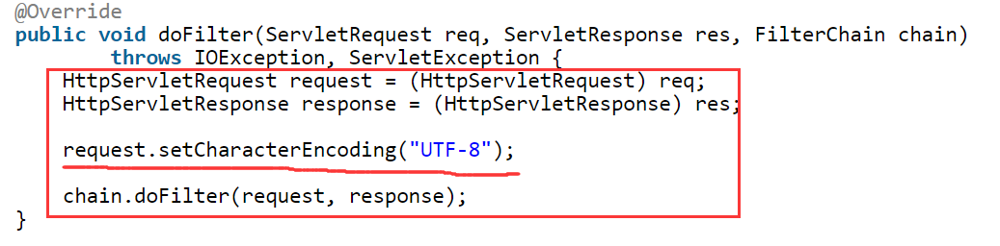 @Override
public void doFilter(ServletRequest req, ServletResponse res, FilterChain chain)
throws IOException, ServletException {
HttpServletRequest request = (HttpServletRequest) req;
HttpServletResponse response = (HttpServletResponse) res;
request.setCharacterEncoding("UTF-8");
chain.doFilter(request, response);
}